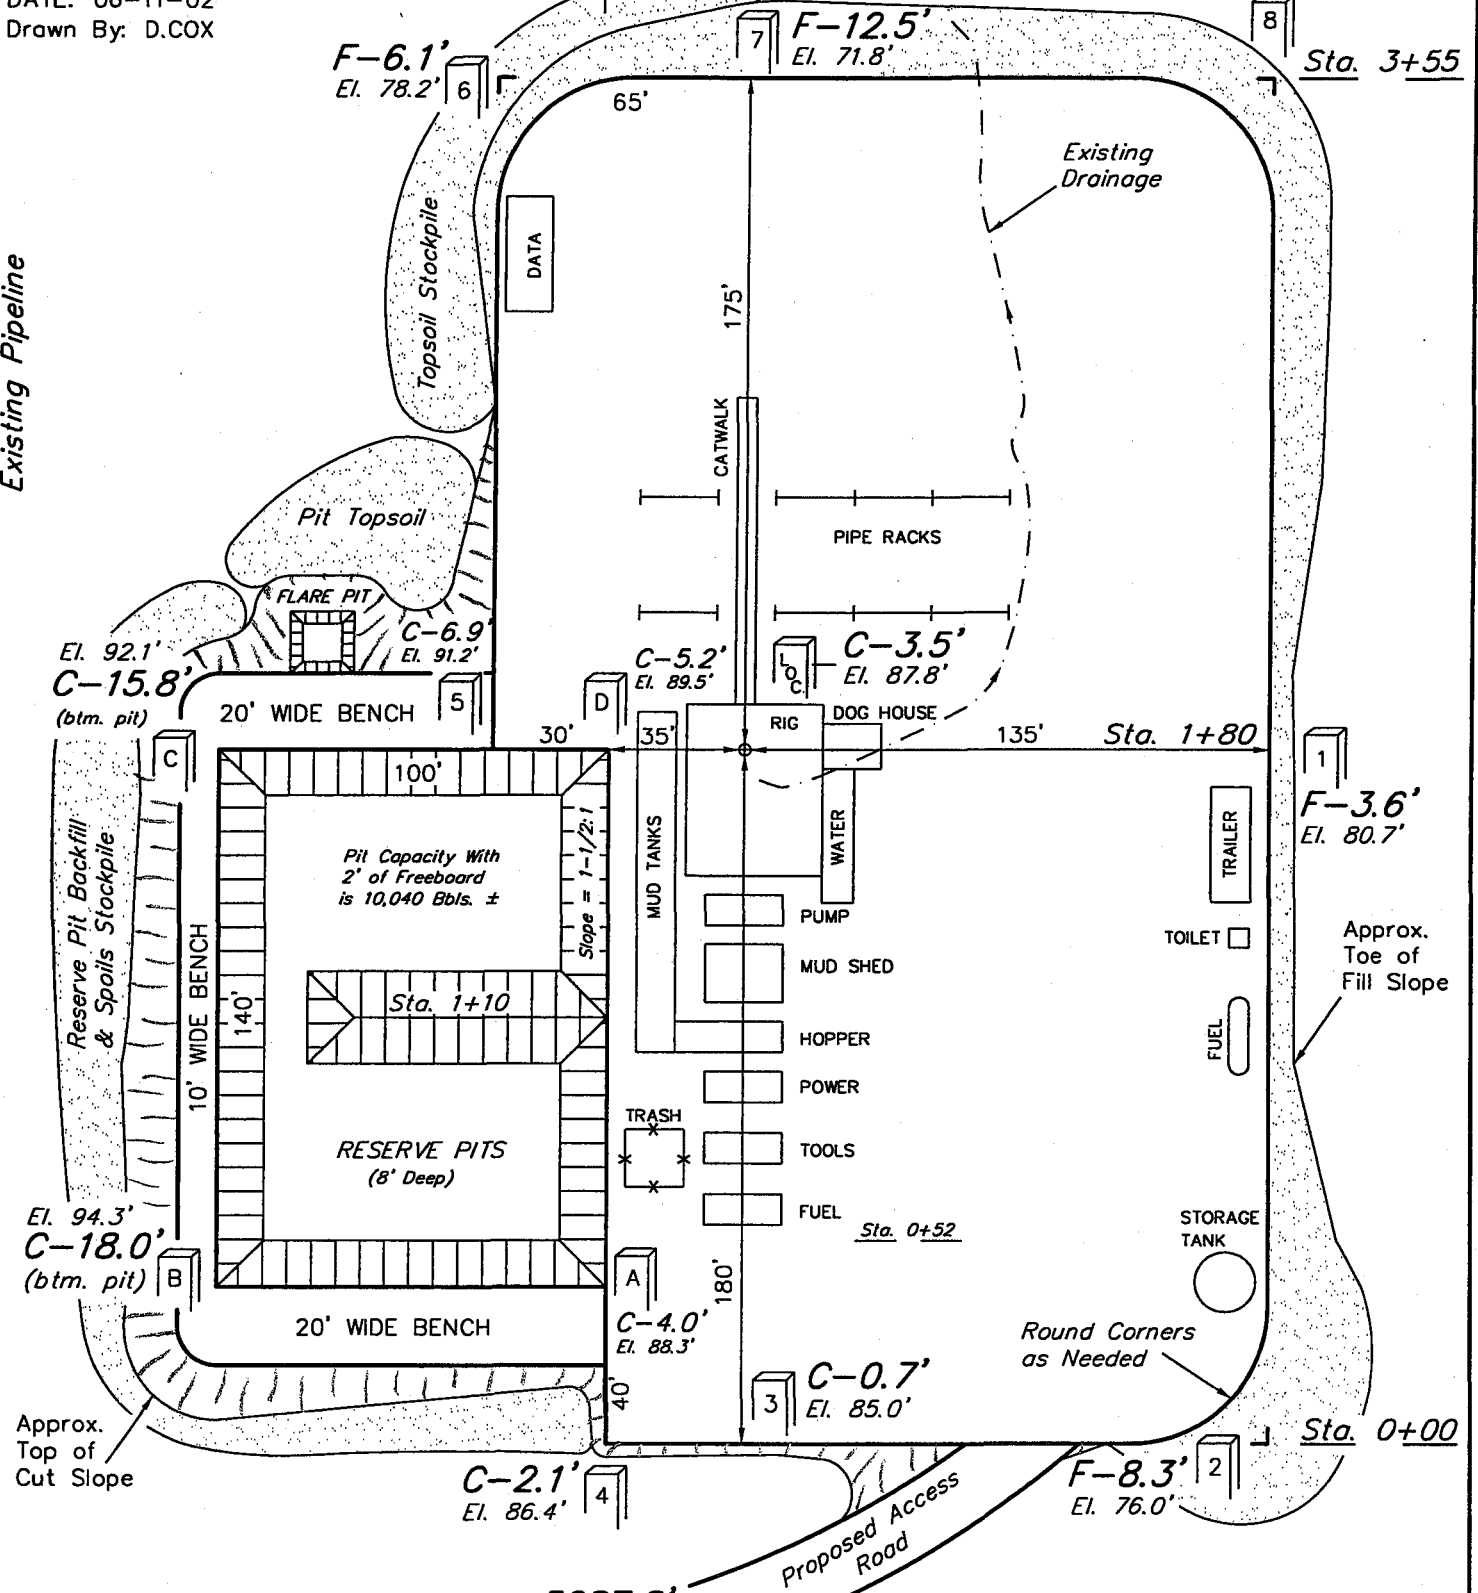 DATE: 06-11-02
Drawn By: D.COX
F-6.1'
El. 78.2'
6
7
F-12.5'
El. 71.8'
8
Sta. 3+55
65'
Existing
Drainage
Topsoil Stockpile
DATA
175'
Existing Pipeline
CATWALK
Pit Topsoil
PIPE RACKS
FLARE PIT
C-6.9'
El. 91.2'
El. 92.1'
C-15.8'
(btm. pit)
C-5.2'
El. 89.5'
LOC.
C-3.5'
El. 87.8'
20' WIDE BENCH
5
D
RIG
DOG HOUSE
C
30'
35'
135'
Sta. 1+80
1
F-3.6'
El. 80.7'
100'
Pit Capacity With
2' of Freeboard
is 10,040 Bbls. ±
Slope = 1-1/2:1
MUD TANKS
WATER
TRAILER
Reserve Pit Backfill
& Spoils Stockpile
10' WIDE BENCH
140'
PUMP
TOILET
Approx.
Toe of
Fill Slope
MUD SHED
Sta. 1+10
HOPPER
FUEL
POWER
TRASH
RESERVE PITS
(8' Deep)
TOOLS
FUEL
Sta. 0+52
STORAGE
TANK
El. 94.3'
C-18.0'
(btm. pit)
B
A
180'
20' WIDE BENCH
C-4.0'
El. 88.3'
Round Corners
as Needed
40'
3
C-0.7'
El. 85.0'
Approx.
Top of
Cut Slope
Sta. 0+00
C-2.1'
El. 86.4'
4
F-8.3'
El. 76.0'
2
Proposed Access
Road